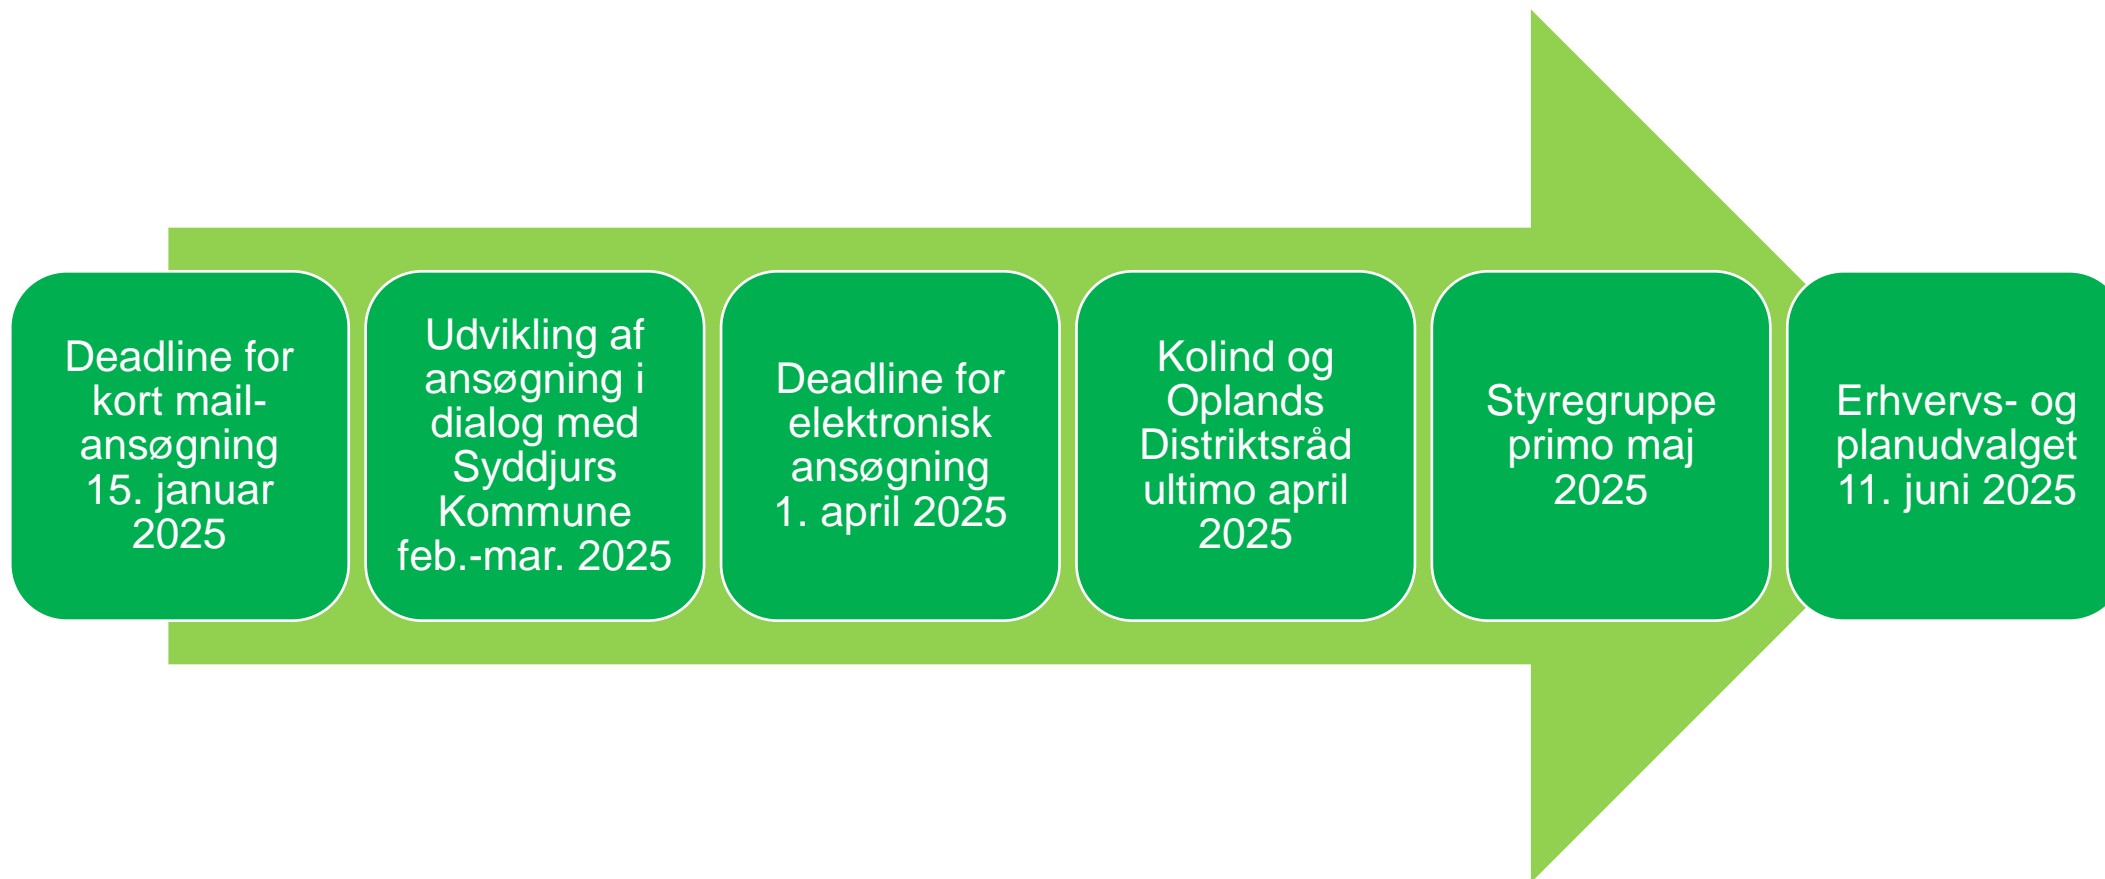 Deadline for
kort mail-
ansøgning
15. januar
2025
Udvikling af
ansøgning i
dialog med
Syddjurs
Kommune
feb.-mar. 2025
Deadline for
elektronisk
ansøgning
1. april 2025
Kolind og
Oplands
Distriktsråd
ultimo april
2025
Styregruppe
primo maj
2025
Erhvervs- og
planudvalget
11. juni 2025